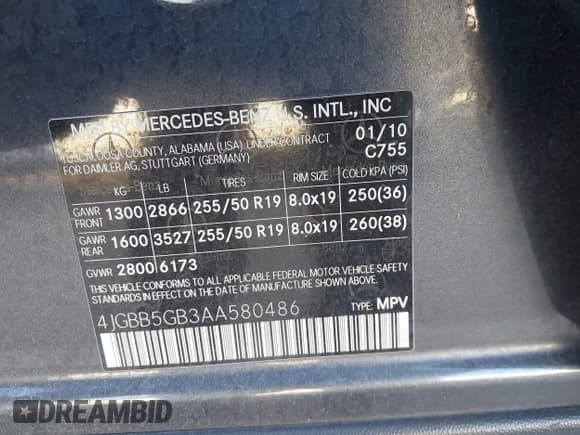 MFD BY MERCEDES-BENZ U.S. INTL., INC
TUSCALOOSA COUNTY, ALABAMA (USA) UNDER CONTRACT
FOR DAIMLER AG, STUTTGART (GERMANY)
01/10
C755
KG LB TIRES RIM SIZE COLD KPA (PSI)
GAWR FRONT 1300 2866 255/50 R19 8.0x19 250(36)
GAWR REAR 1600 3527 255/50 R19 8.0x19 260(38)
GVWR 2800 6173
THIS VEHICLE CONFORMS TO ALL APPLICABLE FEDERAL MOTOR VEHICLE SAFETY
STANDARDS IN EFFECT ON THE DATE OF MANUFACTURE SHOWN ABOVE.
4JGBB5GB3AA580486
TYPE: MPV
DREAMBID